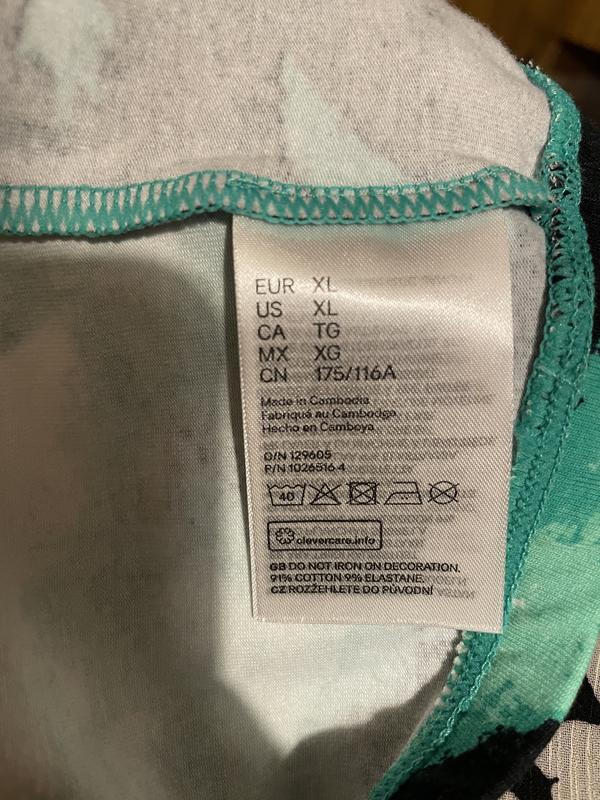 EUR XL
US XL
CA TG
MX XG
CN 175/116A
Made in Cambodia
Fabriqué au Cambodge
Hecho en Camboya
O/N 129605
P/N 1026516-4
40
clevercare.info
GB DO NOT IRON ON DECORATION.
91% COTTON 9% ELASTANE.
CZ ROZŽEHLETE DO PŮVODNÍ